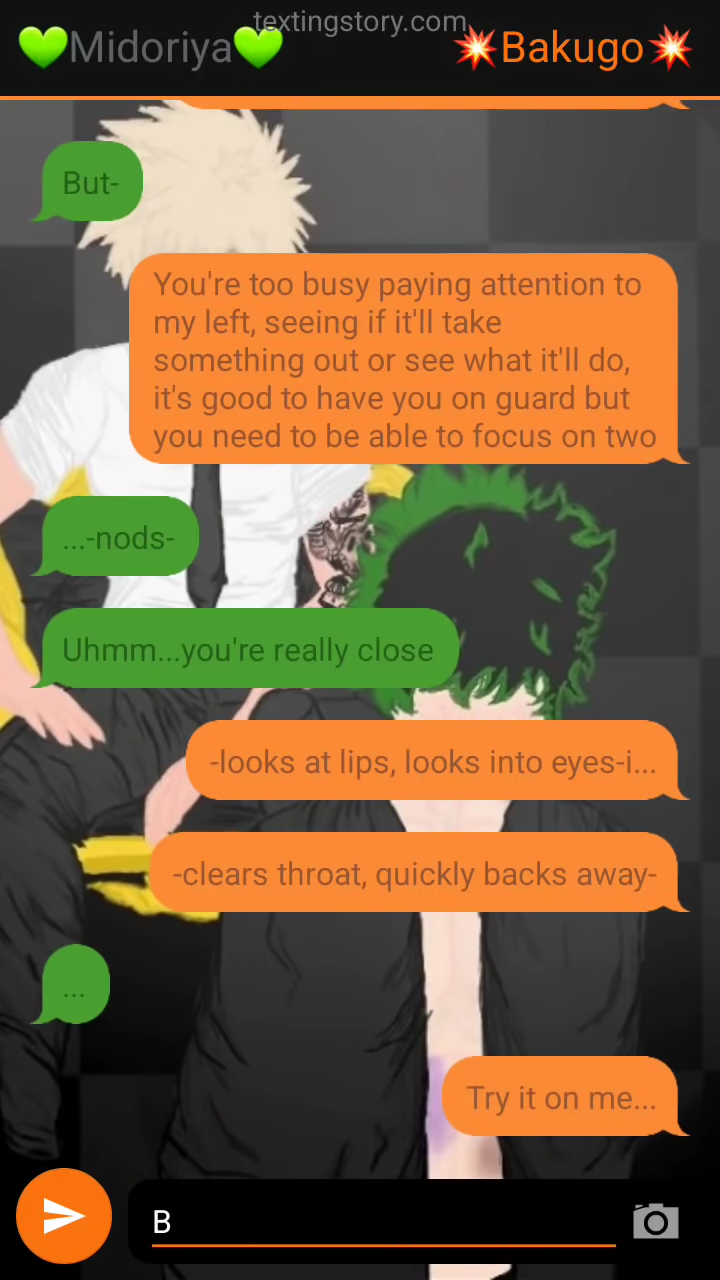 textingstory.com
💚Midoriya💚
💥Bakugo💥
But-
You're too busy paying attention to
my left, seeing if it'll take
something out or see what it'll do,
it's good to have you on guard but
you need to be able to focus on two
...-nods-
Uhmm...you're really close
-looks at lips, looks into eyes-i...
-clears throat, quickly backs away-
...
Try it on me...
B